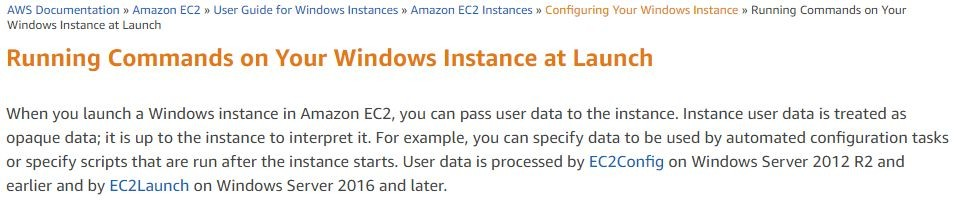 AWS Documentation » Amazon EC2 » User Guide for Windows Instances » Amazon EC2 Instances » Configuring Your Windows Instance » Running Commands on Your
Windows Instance at Launch
Running Commands on Your Windows Instance at Launch
When you launch a Windows instance in Amazon EC2, you can pass user data to the instance. Instance user data is treated as
opaque data; it is up to the instance to interpret it. For example, you can specify data to be used by automated configuration tasks
or specify scripts that are run after the instance starts. User data is processed by EC2Config on Windows Server 2012 R2 and
earlier and by EC2Launch on Windows Server 2016 and later.